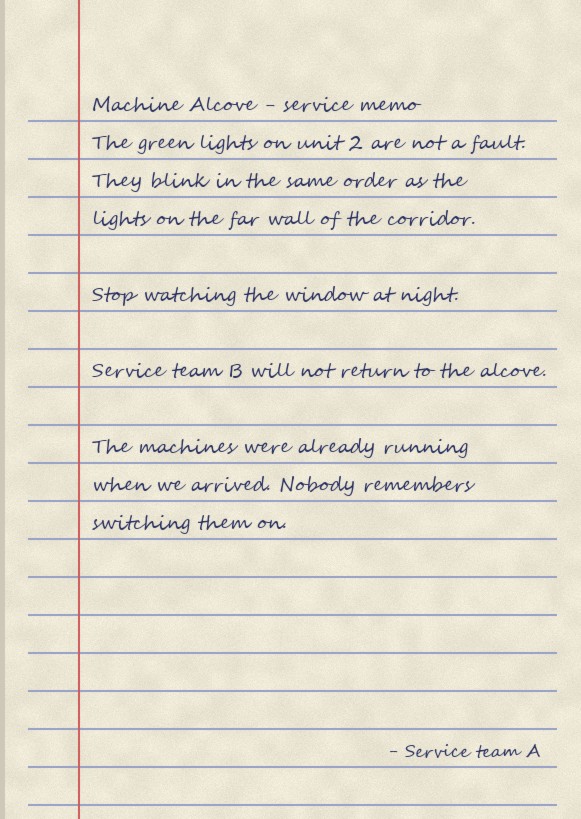 Machine Alcove - service memo
The green lights on unit 2 are not a fault.
They blink in the same order as the
lights on the far wall of the corridor.
Stop watching the window at night.
Service team B will not return to the alcove.
The machines were already running
when we arrived. Nobody remembers
switching them on.
- Service team A